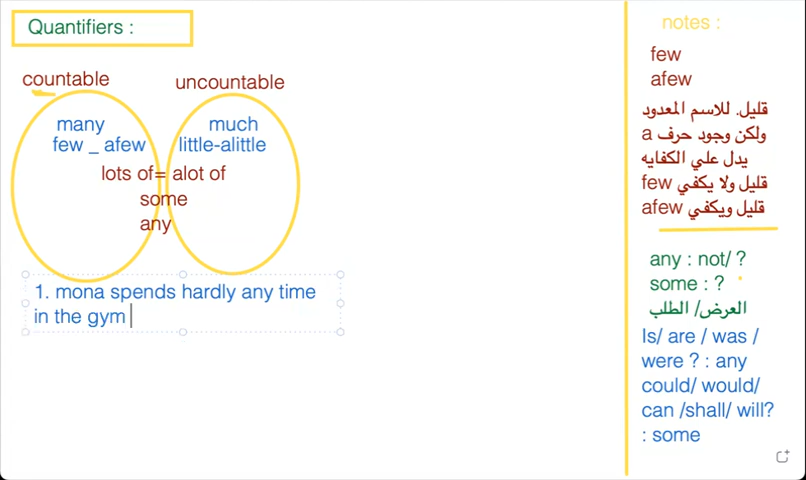 Quantifiers :
countable
uncountable
many
few _ afew
much
little-alittle
lots of= alot of
some
any
1. mona spends hardly any time
in the gym
notes :
few
afew
قليل. للاسم المعدود
ولكن وجود حرف a
يدل علي الكفايه
قليل ولا يكفي few
قليل ويكفي afew
any : not/ ?
some : ?
العرض/ الطلب
Is/ are / was /
were ? : any
could/ would/
can /shall/ will?
: some